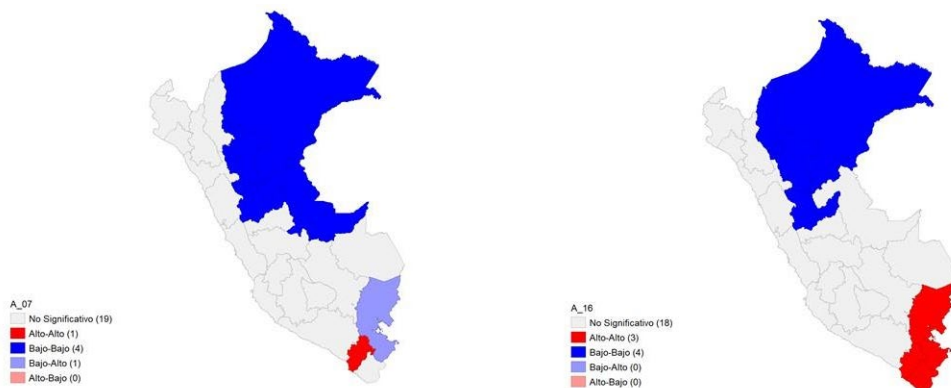 A_07
No Significativo (19)
Alto-Alto (1)
Bajo-Bajo (4)
Bajo-Alto (1)
Alto-Bajo (0)
A_16
No Significativo (18)
Alto-Alto (3)
Bajo-Bajo (4)
Bajo-Alto (0)
Alto-Bajo (0)